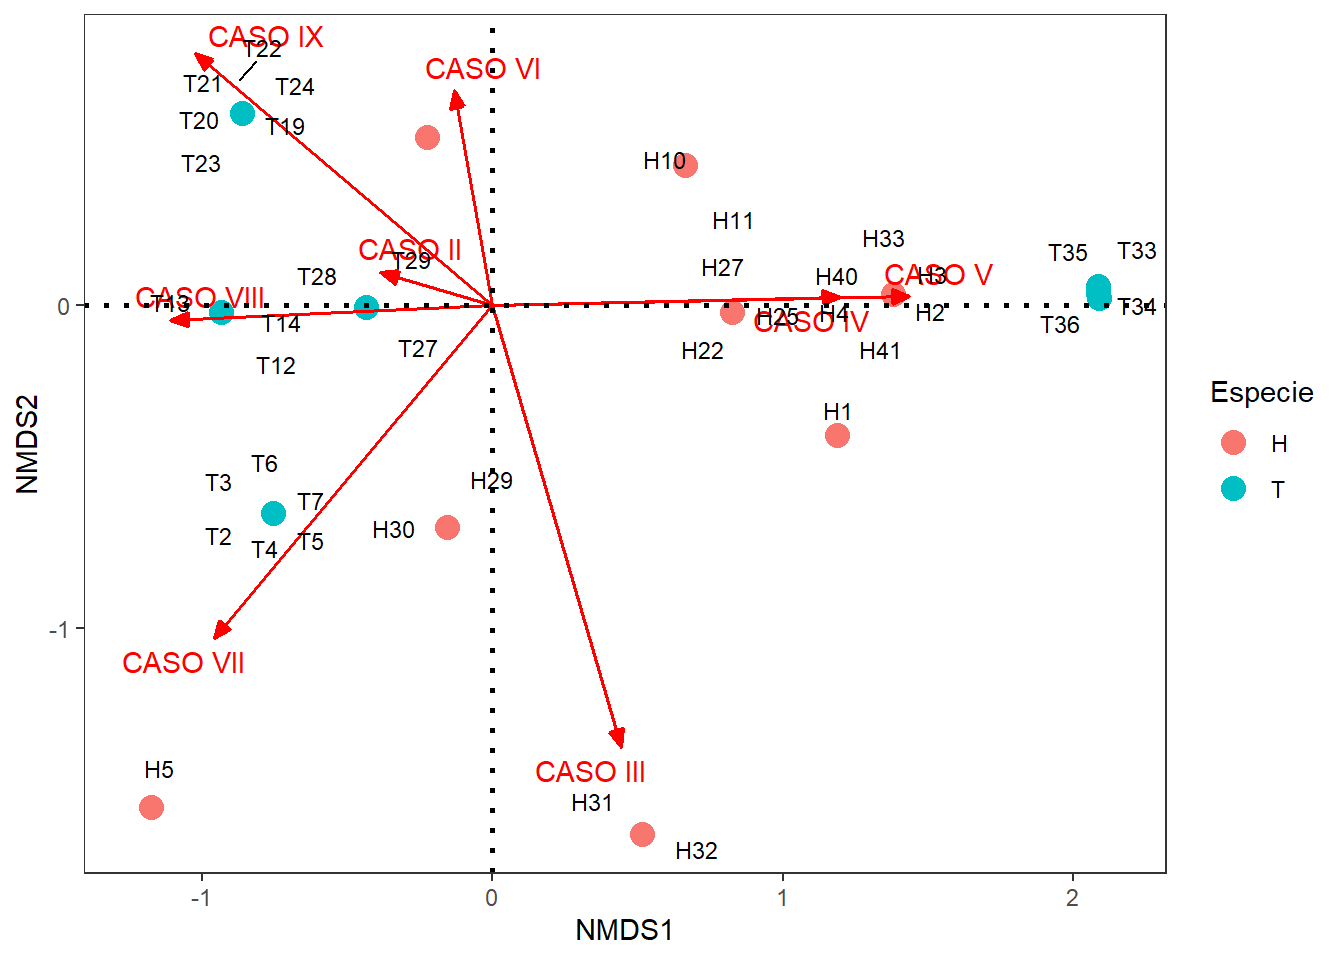 CASO IX
T22
CASO VI
T21
T24
T20
T19
T23
H10
H11
H33
CASO II
T29
T35
T33
T28
H27
H40
H3
CASO V
CASO VIII
T13
T14
H25
CASO IV
H4
H2
T34
T36
T27
H22
H41
T12
H1
T6
T3
T7
H29
T2
T4
T5
H30
CASO VII
H5
CASO III
H31
H32
0
-1
NMDS2
-1
0
1
2
NMDS1
Especie
H
T